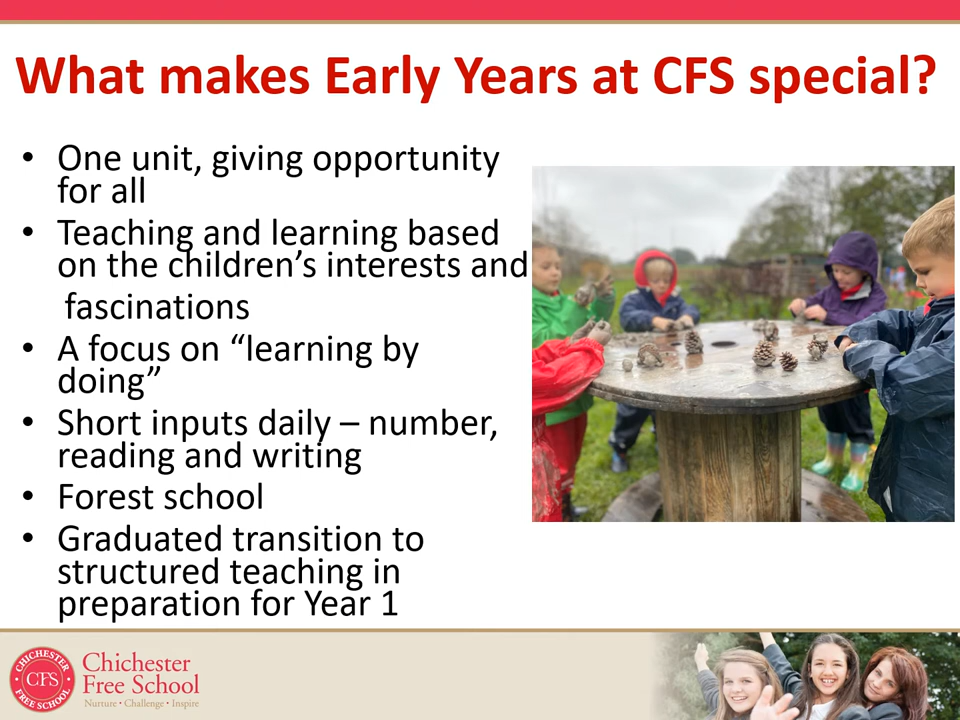 What makes Early Years at CFS special?
• One unit, giving opportunity
for all
• Teaching and learning based
on the children’s interests and
fascinations
• A focus on “learning by
doing”
• Short inputs daily – number,
reading and writing
• Forest school
• Graduated transition to
structured teaching in
preparation for Year 1
CHICHESTER
CFS
FREE SCHOOL
Chichester
Free School
Nurture • Challenge • Inspire